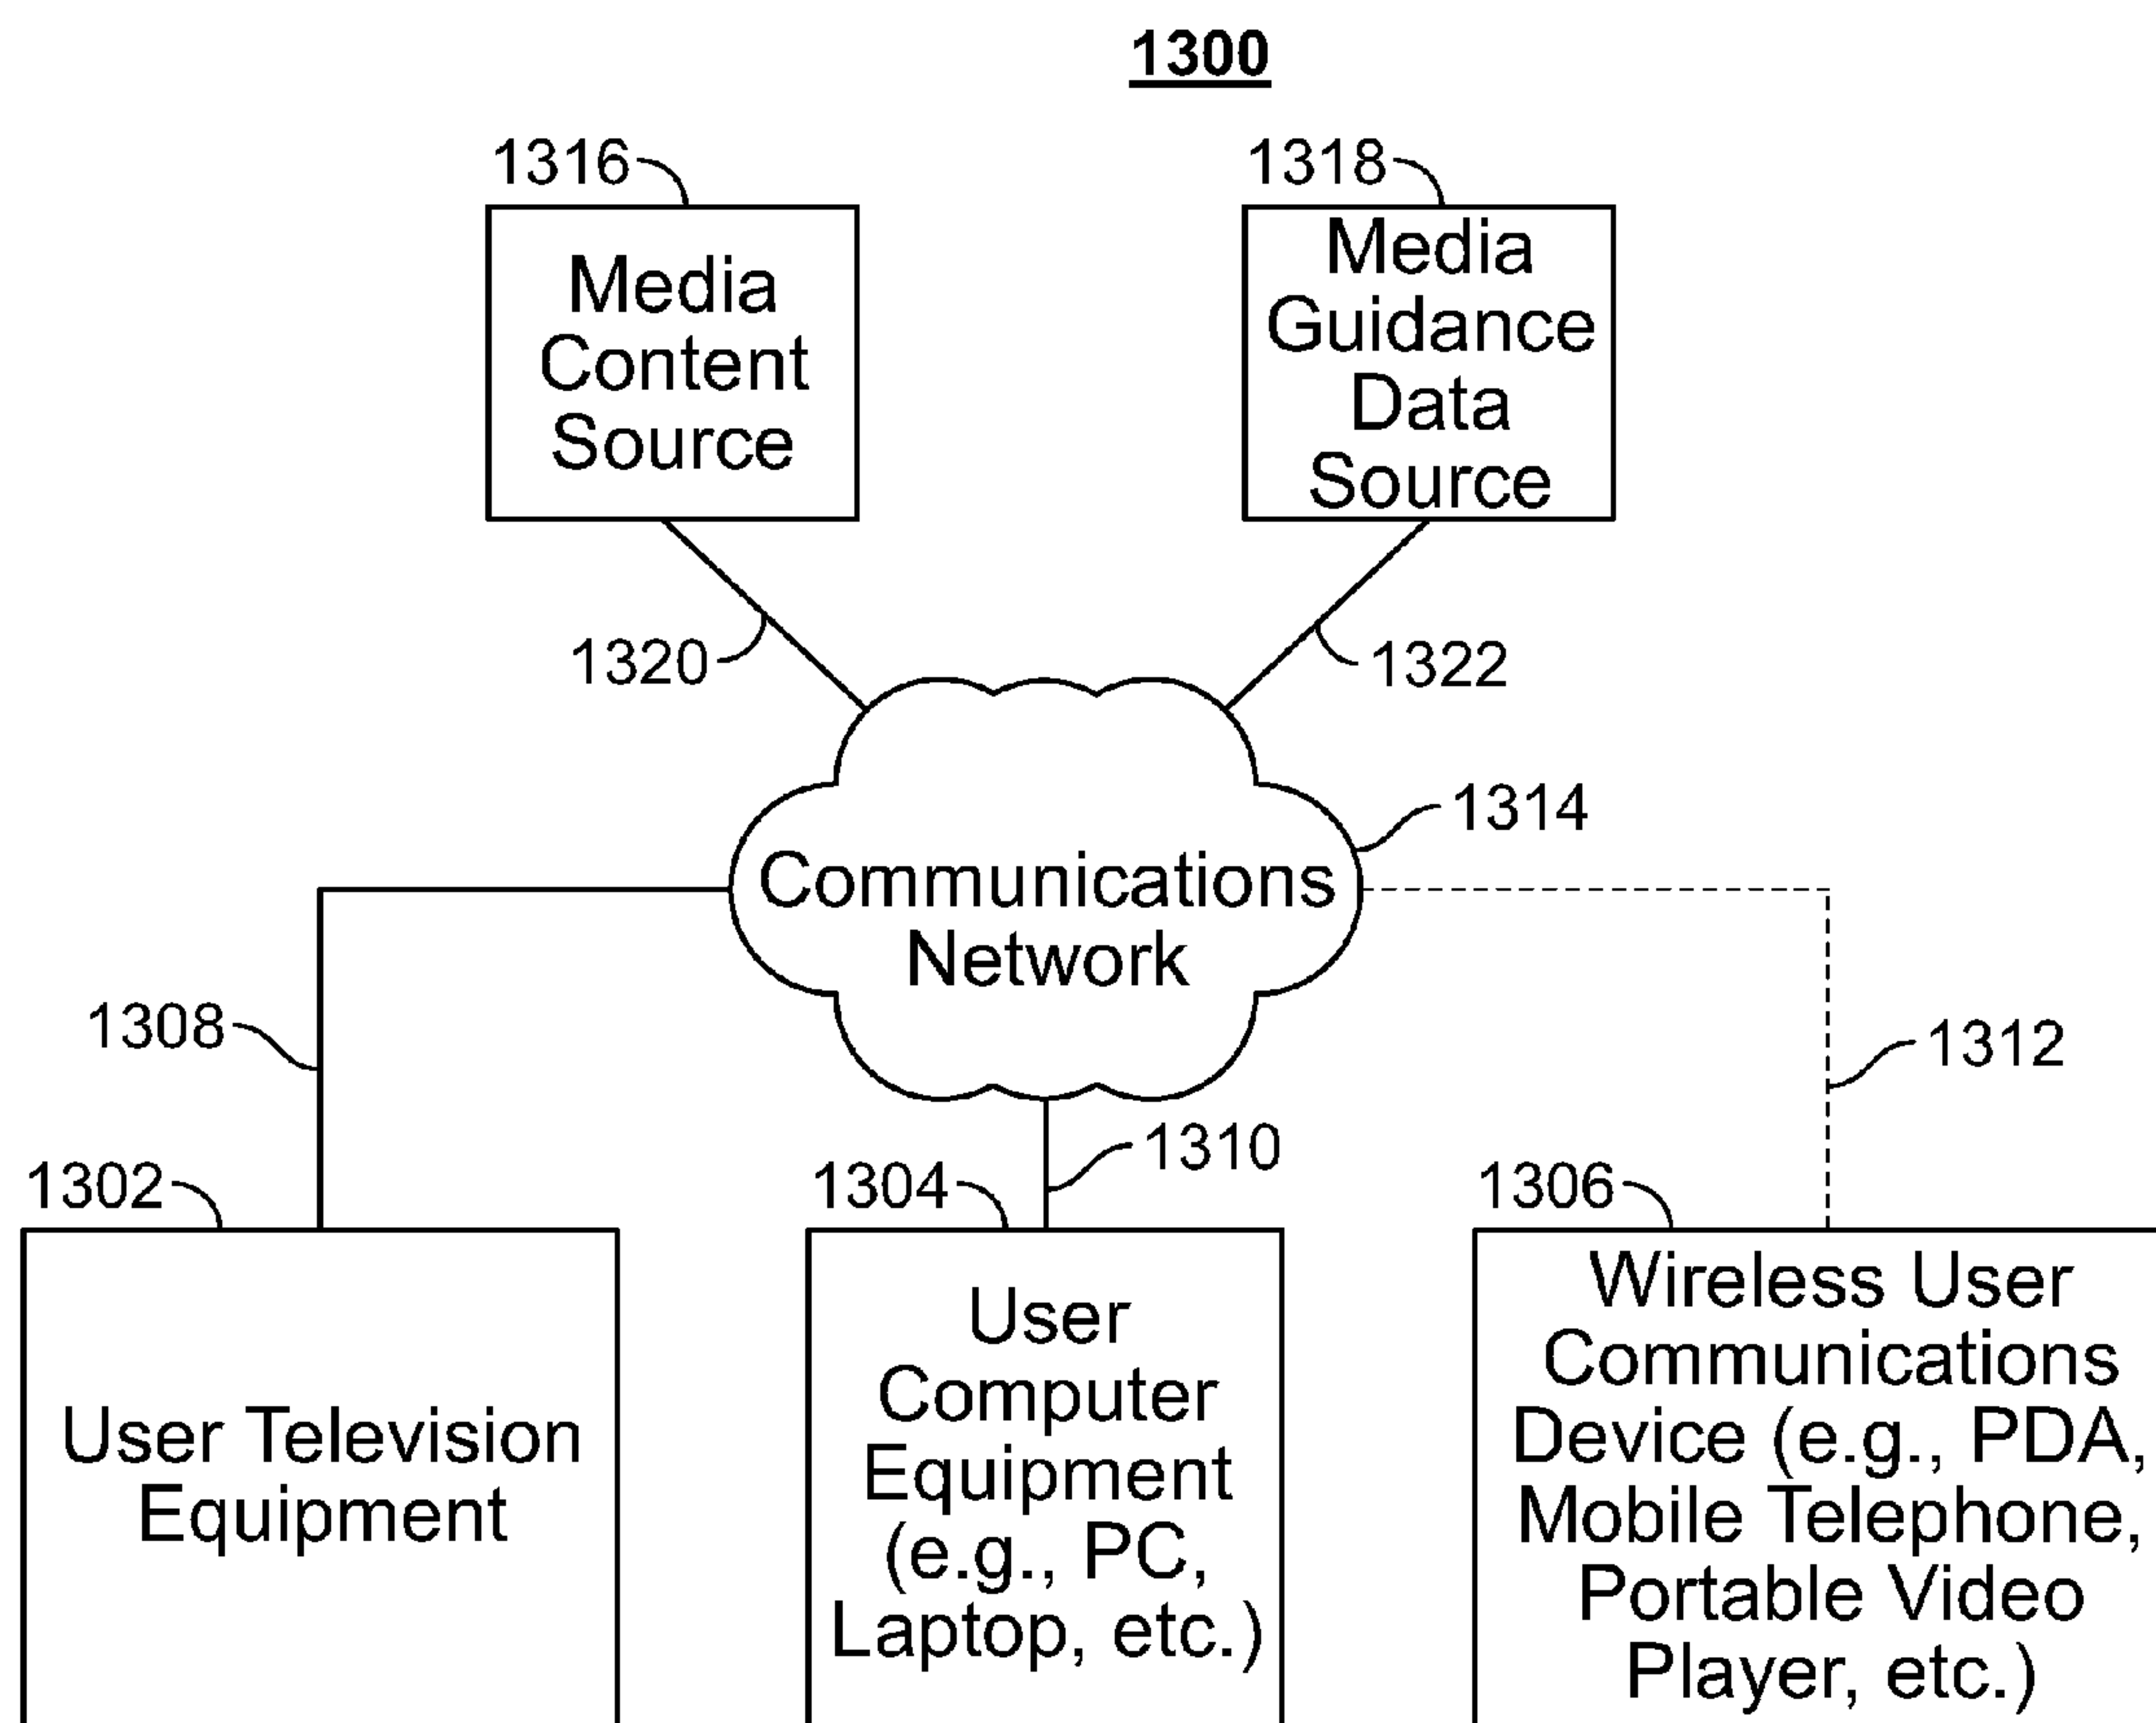 1300
1316
1318
Media
Content
Source
Media
Guidance
Data
Source
1320
1322
1314
Communications
Network
1308
1312
1310
1302
1304
1306
User Television
Equipment
User
Computer
Equipment
(e.g., PC,
Laptop, etc.)
Wireless User
Communications
Device (e.g., PDA,
Mobile Telephone,
Portable Video
Player, etc.)